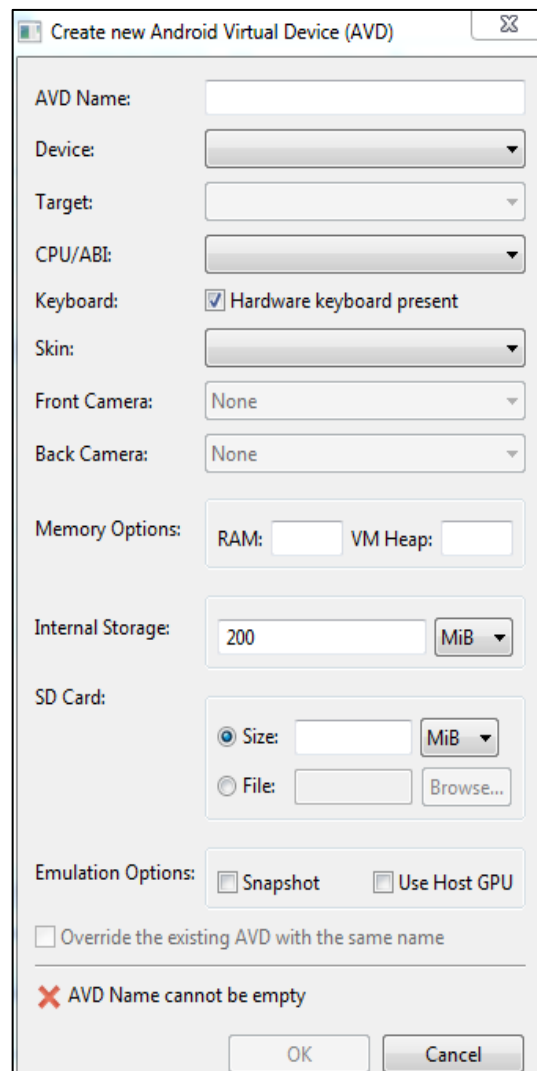 Create new Android Virtual Device (AVD)
AVD Name:
Device:
Target:
CPU/ABI:
Keyboard: Hardware keyboard present
Skin:
Front Camera: None
Back Camera: None
Memory Options: RAM: VM Heap:
Internal Storage: 200 MiB
SD Card:
Size: MiB
File: Browse...
Emulation Options: Snapshot Use Host GPU
Override the existing AVD with the same name
AVD Name cannot be empty
OK Cancel